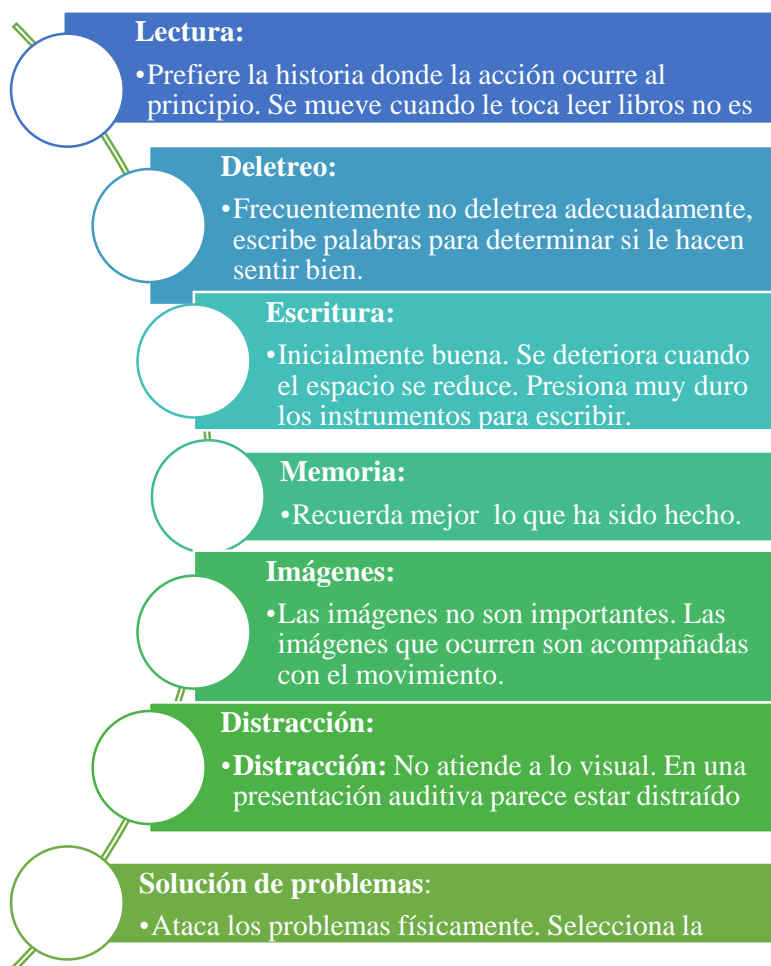 Lectura:
•Prefiere la historia donde la acción ocurre al
principio. Se mueve cuando le toca leer libros no es
Deletreo:
•Frecuentemente no deletrea adecuadamente,
escribe palabras para determinar si le hacen
sentir bien.
Escritura:
•Inicialmente buena. Se deteriora cuando
el espacio se reduce. Presiona muy duro
los instrumentos para escribir.
Memoria:
•Recuerda mejor lo que ha sido hecho.
Imágenes:
•Las imágenes no son importantes. Las
imágenes que ocurren son acompañadas
con el movimiento.
Distracción:
•Distracción: No atiende a lo visual. En una
presentación auditiva parece estar distraído
Solución de problemas:
•Ataca los problemas físicamente. Selecciona la